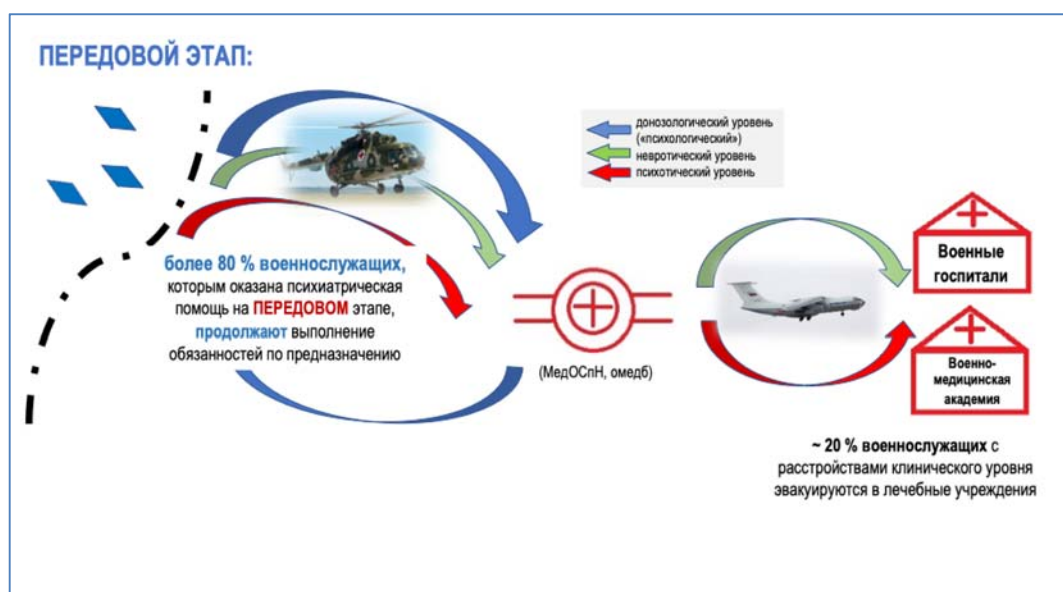 ПЕРЕДОВОЙ ЭТАП:
донозологический уровень
(«психологический»)
невротический уровень
психотический уровень
более 80 % военнослужащих,
которым оказана психиатрическая
помощь на ПЕРЕДОВОМ этапе,
продолжают выполнение
обязанностей по предназначению
(МедОСпН, омедб)
Военные
госпитали
Военно-
медицинская
академия
~ 20 % военнослужащих с
расстройствами клинического уровня
эвакуируются в лечебные учреждения